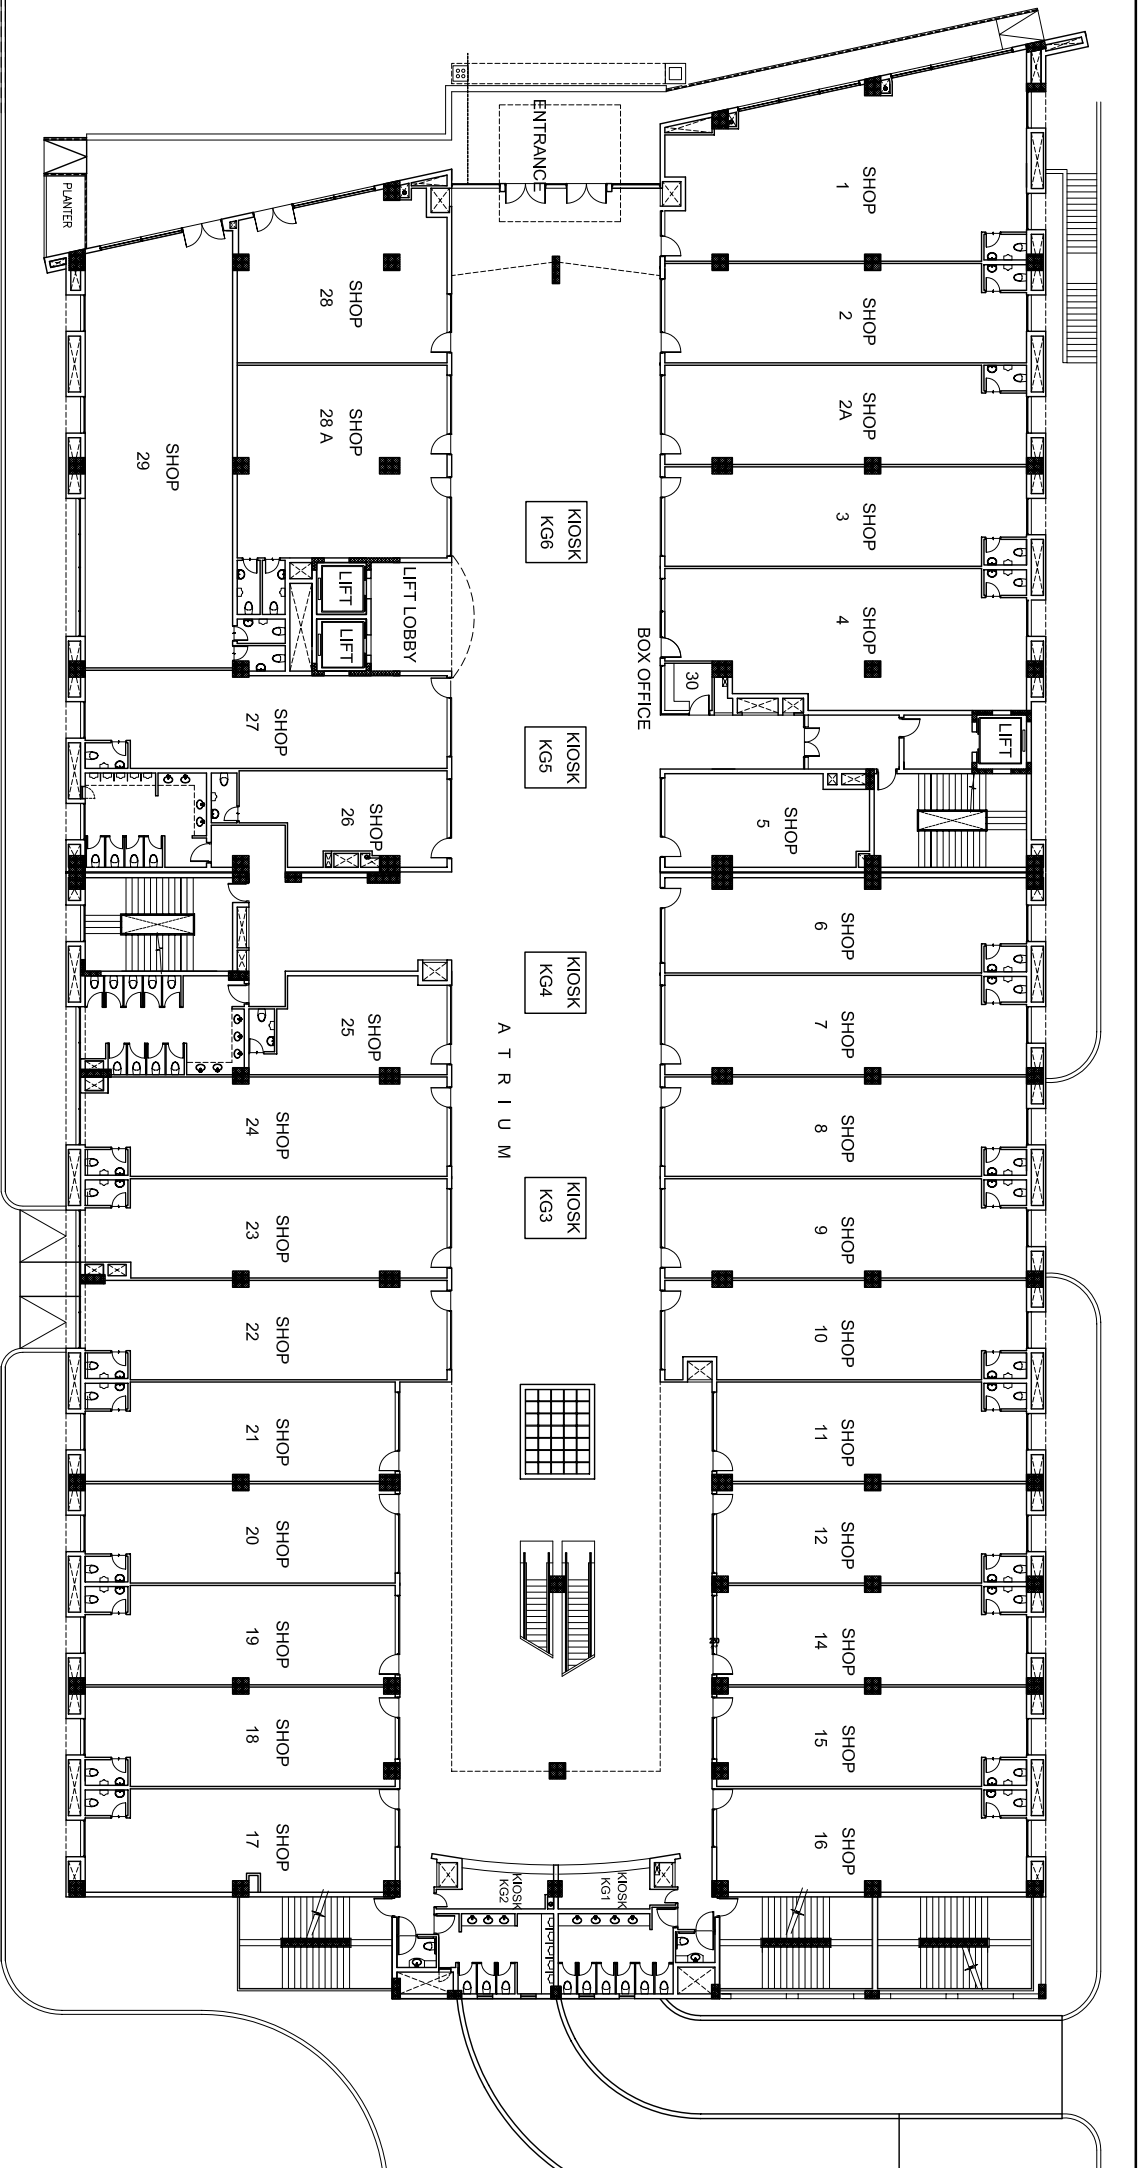 ENTRANCE
PLANTER
SHOP
1
SHOP
2
SHOP
2A
SHOP
3
SHOP
4
30
BOX OFFICE
LIFT
SHOP
5
SHOP
6
SHOP
7
SHOP
8
SHOP
9
SHOP
10
SHOP
11
SHOP
12
SHOP
14
SHOP
15
SHOP
16
KIOSK
KG6
KIOSK
KG5
KIOSK
KG4
KIOSK
KG3
ATRIUM
KIOSK
KG1
KIOSK
KG2
SHOP
28
SHOP
28 A
SHOP
29
LIFT LOBBY
LIFT
LIFT
SHOP
27
SHOP
26
SHOP
25
SHOP
24
SHOP
23
SHOP
22
SHOP
21
SHOP
20
SHOP
19
SHOP
18
SHOP
17